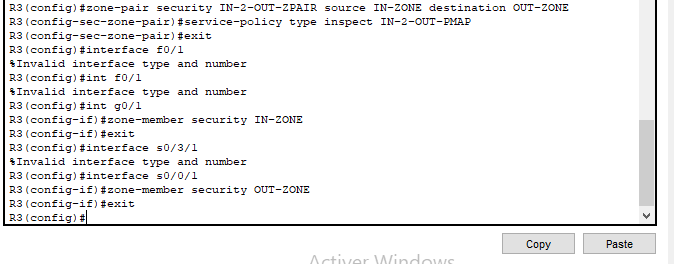 R3(config)#zone-pair security IN-2-OUT-ZPAIR source IN-ZONE destination OUT-ZONE
R3(config-sec-zone-pair)#service-policy type inspect IN-2-OUT-PMAP
R3(config-sec-zone-pair)#exit
R3(config)#interface f0/1
%Invalid interface type and number
R3(config)#int f0/1
%Invalid interface type and number
R3(config)#int g0/1
R3(config-if)#zone-member security IN-ZONE
R3(config-if)#exit
R3(config)#interface s0/3/1
%Invalid interface type and number
R3(config)#interface s0/0/1
R3(config-if)#zone-member security OUT-ZONE
R3(config-if)#exit
R3(config)#
Copy Paste
Activer Windows